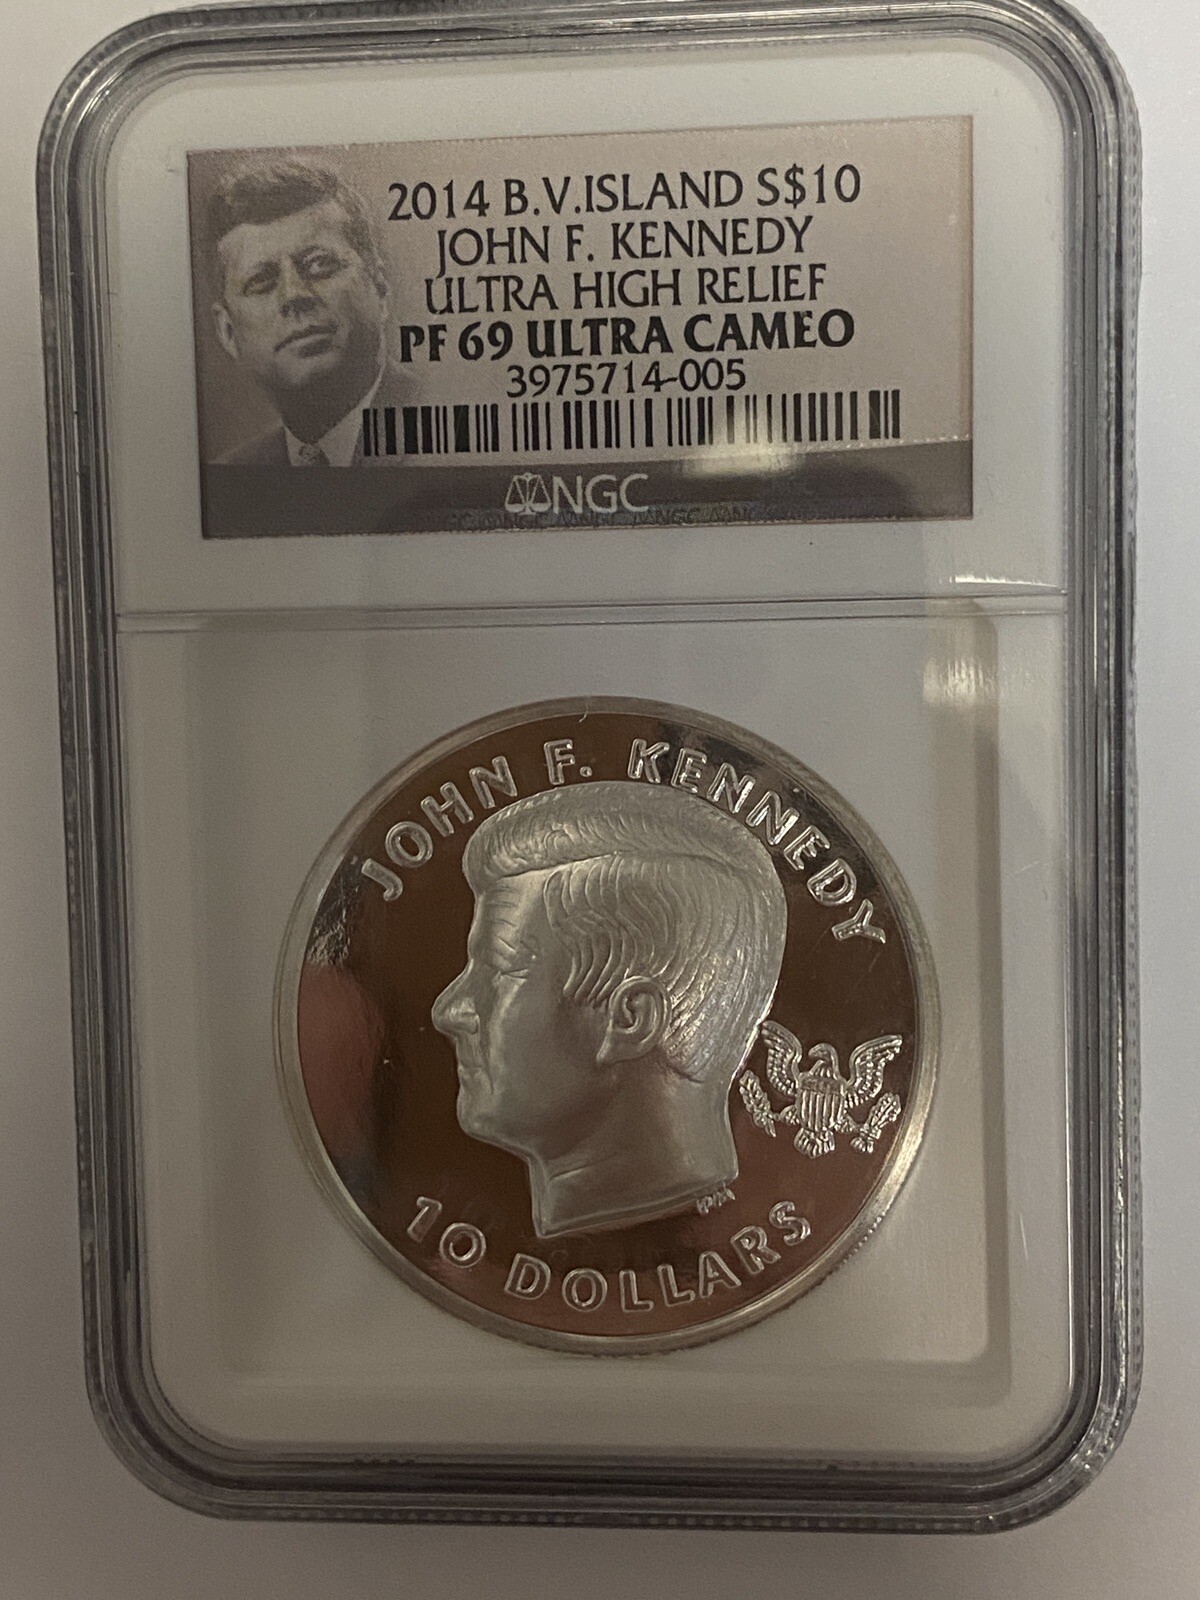 2014 B.V.ISLAND S$10
JOHN F. KENNEDY
ULTRA HIGH RELIEF
PF 69 ULTRA CAMEO
3975714-005
NGC
JOHN F. KENNEDY
PM
10 DOLLARS